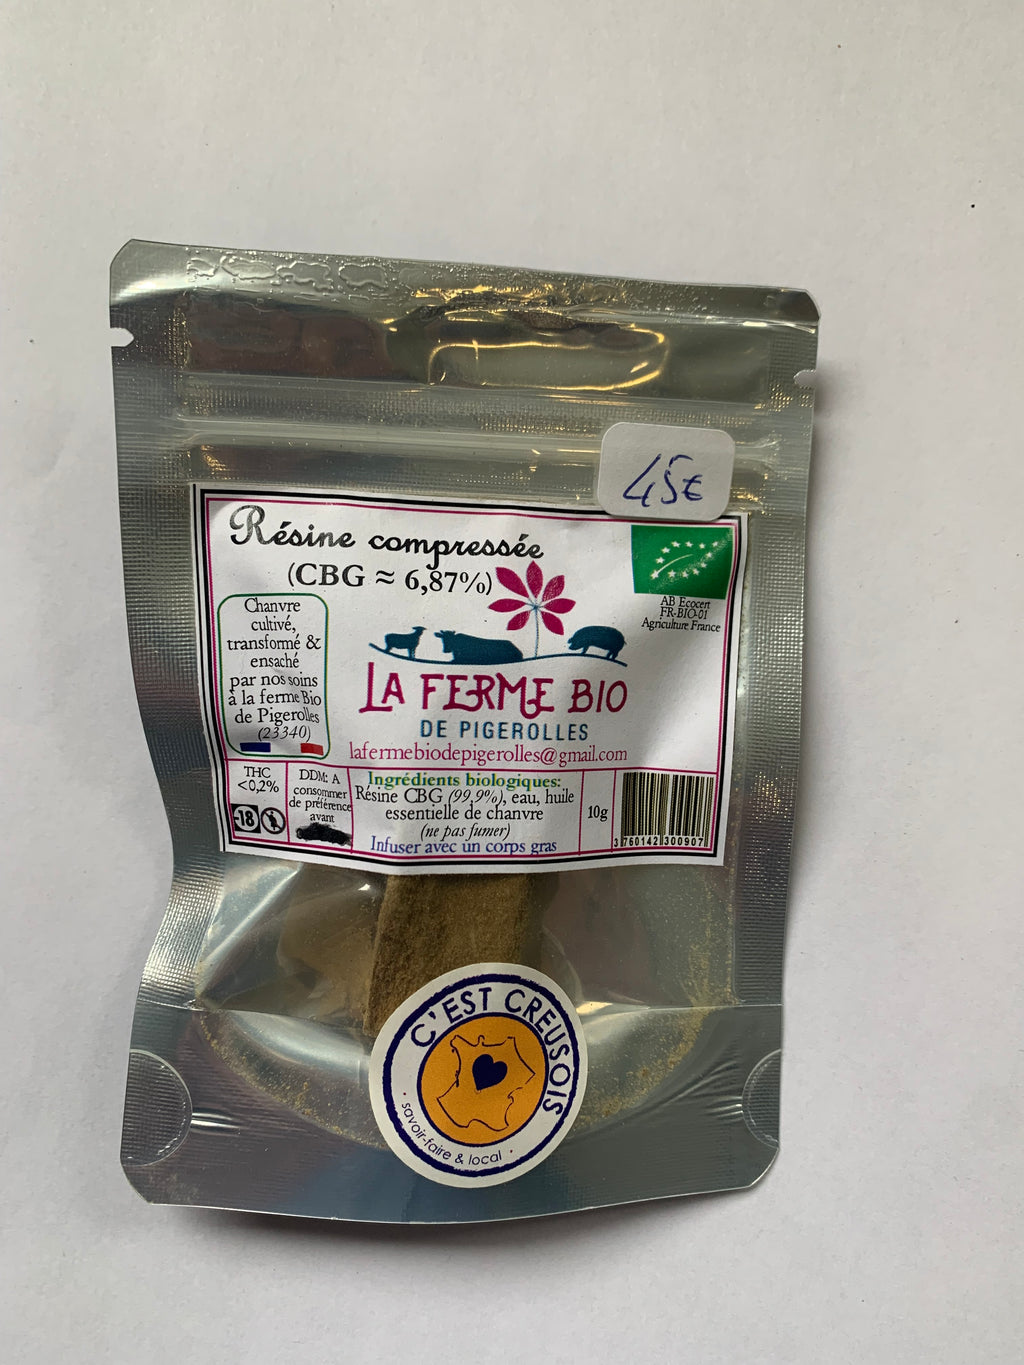 45€
Résine compressée
(CBG ≈ 6,87%)
AB Ecocert
FR-BIO-01
Agriculture France
Chanvre
cultivé,
transformé &
ensaché
par nos soins
à la ferme Bio
de Pigerolles
(23340)
LA FERME BIO
DE PIGEROLLES
lafermebiodepigerolles@gmail.com
THC
<0,2%
-18
DDM: A
consommer
de préférence
avant
Ingrédients biologiques:
Résine CBG (99,9%), eau, huile
essentielle de chanvre
(ne pas fumer)
Infuser avec un corps gras
10g
3 760142 300907
C'EST CREUSOIS
· savoir-faire & local ·